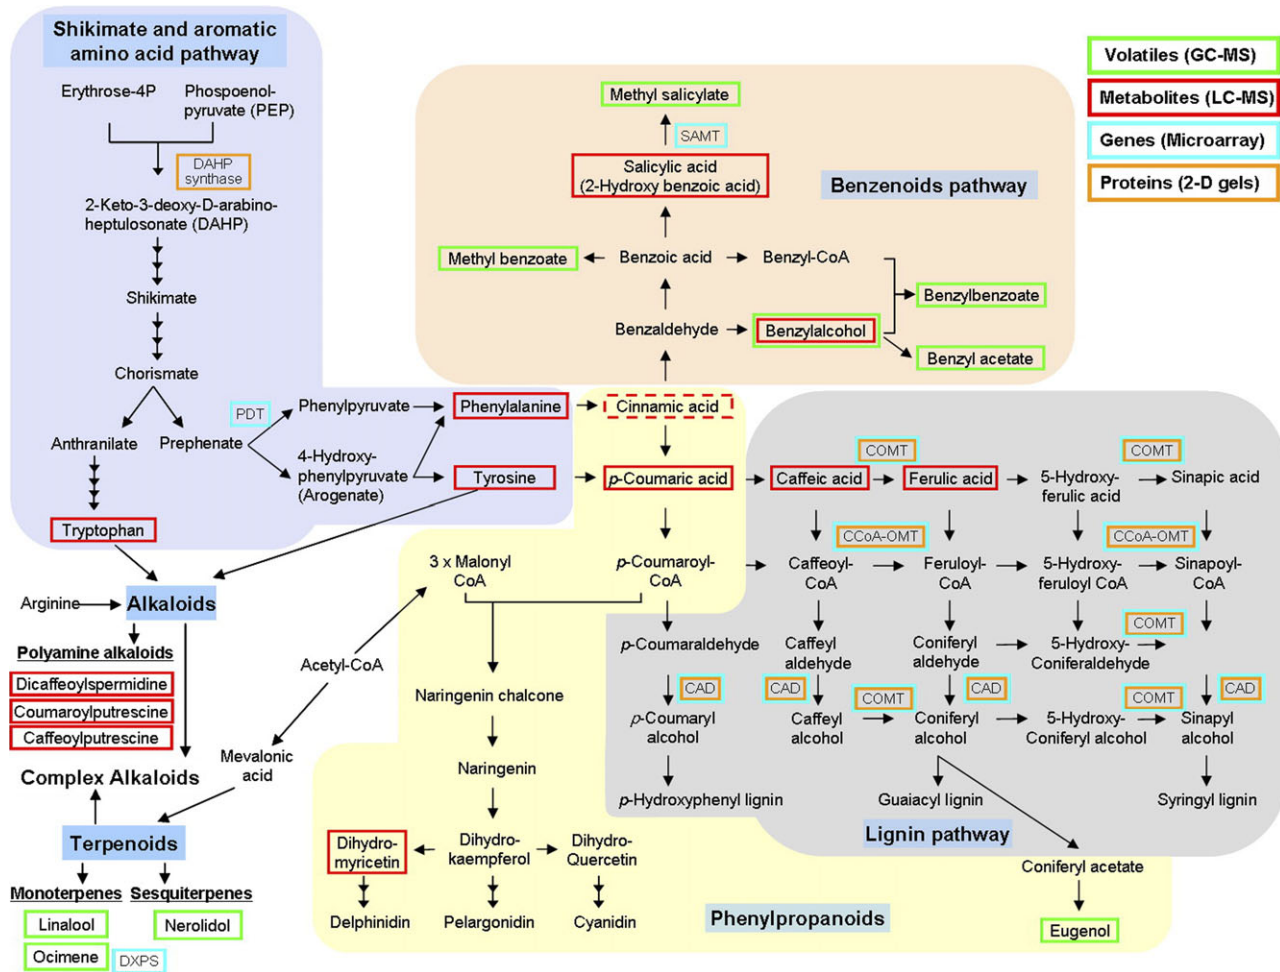 Shikimate and aromatic
amino acid pathway
Erythrose-4P
Phospoenol-
pyruvate (PEP)
DAHP
synthase
2-Keto-3-deoxy-D-arabino-
heptulosonate (DAHP)
Shikimate
Chorismate
Anthranilate
Prephenate
PDT
Phenylpyruvate
Phenylalanine
4-Hydroxy-
phenylpyruvate
(Arogenate)
Tyrosine
Tryptophan
Methyl salicylate
SAMT
Salicylic acid
(2-Hydroxy benzoic acid)
Benzenoids pathway
Methyl benzoate
Benzoic acid
Benzyl-CoA
Benzylbenzoate
Benzaldehyde
Benzylalcohol
Benzyl acetate
Volatiles (GC-MS)
Metabolites (LC-MS)
Genes (Microarray)
Proteins (2-D gels)
Cinnamic acid
p-Coumaric acid
Caffeic acid
COMT
Ferulic acid
5-Hydroxy-
ferulic acid
COMT
Sinapic acid
CCoA-OMT
CCoA-OMT
3 x Malonyl
CoA
p-Coumaroyl-
CoA
Caffeoyl-
CoA
Feruloyl-
CoA
5-Hydroxy-
feruloyl CoA
Sinapoyl-
CoA
p-Coumaraldehyde
Caffeyl
aldehyde
Coniferyl
aldehyde
5-Hydroxy-
Coniferaldehyde
COMT
CAD
CAD
COMT
CAD
COMT
CAD
p-Coumaryl
alcohol
Caffeyl
alcohol
Coniferyl
alcohol
5-Hydroxy-
Coniferyl alcohol
Sinapyl
alcohol
p-Hydroxyphenyl lignin
Guaiacyl lignin
Syringyl lignin
Lignin pathway
Coniferyl acetate
Eugenol
Arginine
Alkaloids
Polyamine alkaloids
Dicaffeoylspermidine
Coumaroylputrescine
Caffeoylputrescine
Complex Alkaloids
Acetyl-CoA
Mevalonic
acid
Terpenoids
Monoterpenes
Sesquiterpenes
Linalool
Nerolidol
Ocimene
DXPS
Naringenin chalcone
Naringenin
Dihydro-
myricetin
Dihydro-
kaempferol
Dihydro-
Quercetin
Delphinidin
Pelargonidin
Cyanidin
Phenylpropanoids